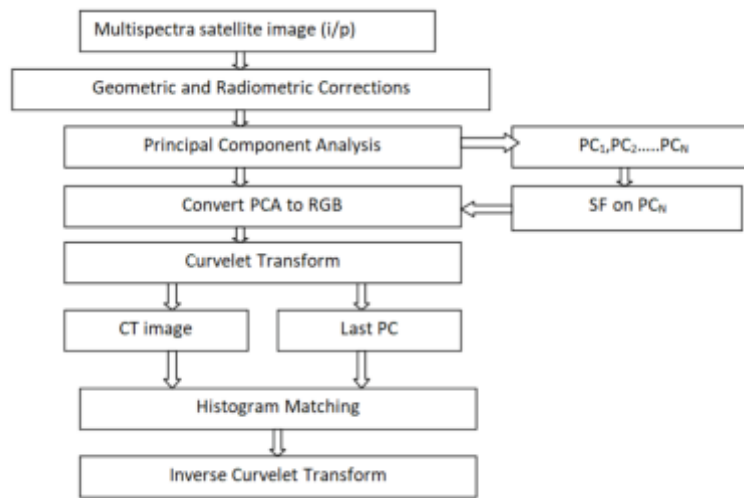 Multispectra satellite image (i/p)
Geometric and Radiometric Corrections
Principal Component Analysis
PC₁,PC₂.....PCN
Convert PCA to RGB
SF on PCN
Curvelet Transform
CT image
Last PC
Histogram Matching
Inverse Curvelet Transform